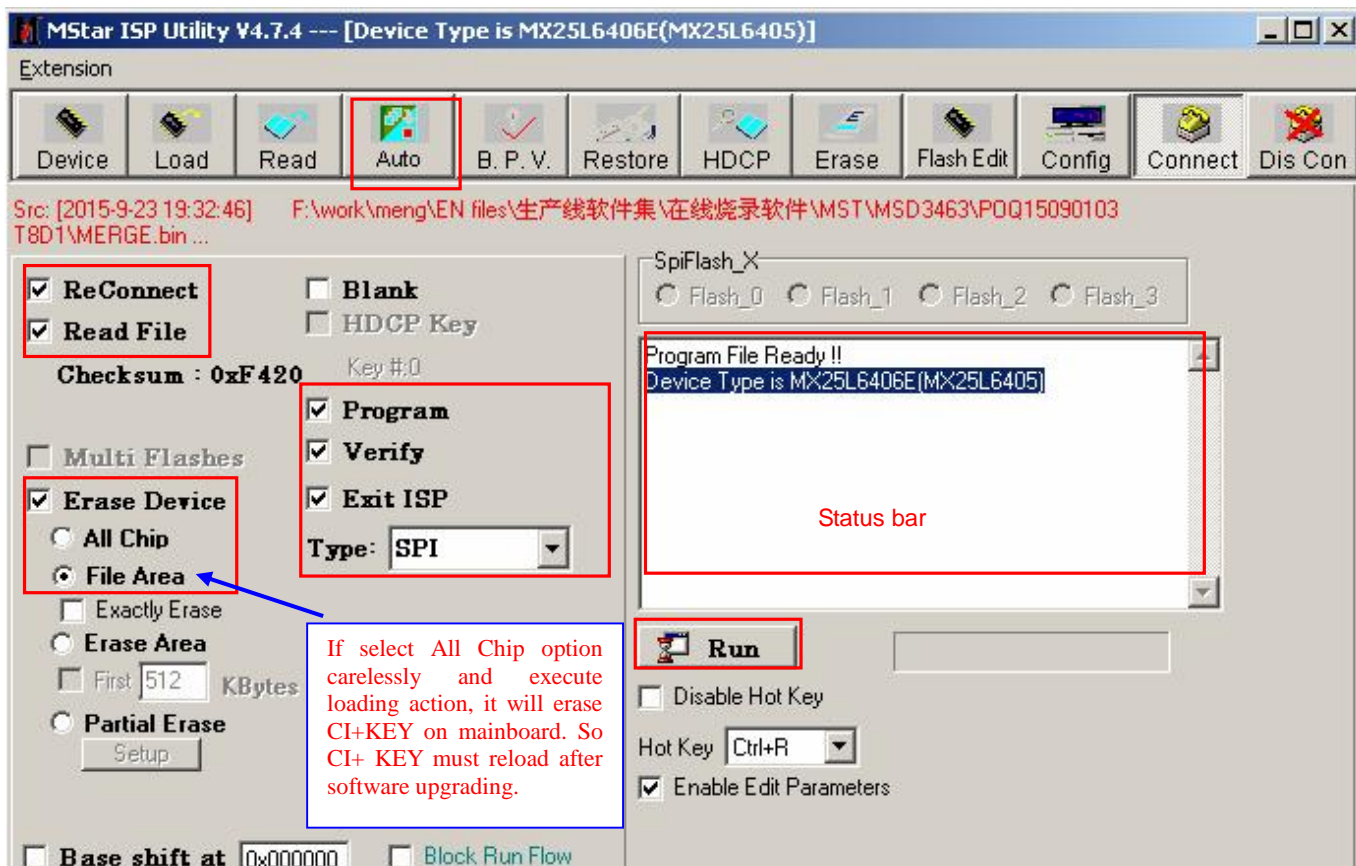 MStar ISP Utility V4.7.4 --- [Device Type is MX25L6406E(MX25L6405)]
Extension
Device Load Read Auto B. P. V. Restore HDCP Erase Flash Edit Config Connect Dis Con
Src: [2015-9-23 19:32:46] F:\work\meng\EN files\生产线软件集\在线烧录软件\MST\MSD3463\POQ15090103
T8D1\MERGE.bin ...
ReConnect
Read File
Checksum : 0xF420
Multi Flashes
Erase Device
All Chip
File Area
Exactly Erase
Erase Area
First 512 KBytes
Partial Erase
Setup
Base shift at 0x000000
Blank
HDCP Key
Key #:0
Program
Verify
Exit ISP
Type: SPI
If select All Chip option
carelessly and execute
loading action, it will erase
CI+KEY on mainboard. So
CI+ KEY must reload after
software upgrading.
Block Run Flow
SpiFlash_X
Flash_0 Flash_1 Flash_2 Flash_3
Program File Ready !!
Device Type is MX25L6406E(MX25L6405)
Status bar
Run
Disable Hot Key
Hot Key Ctrl+R
Enable Edit Parameters